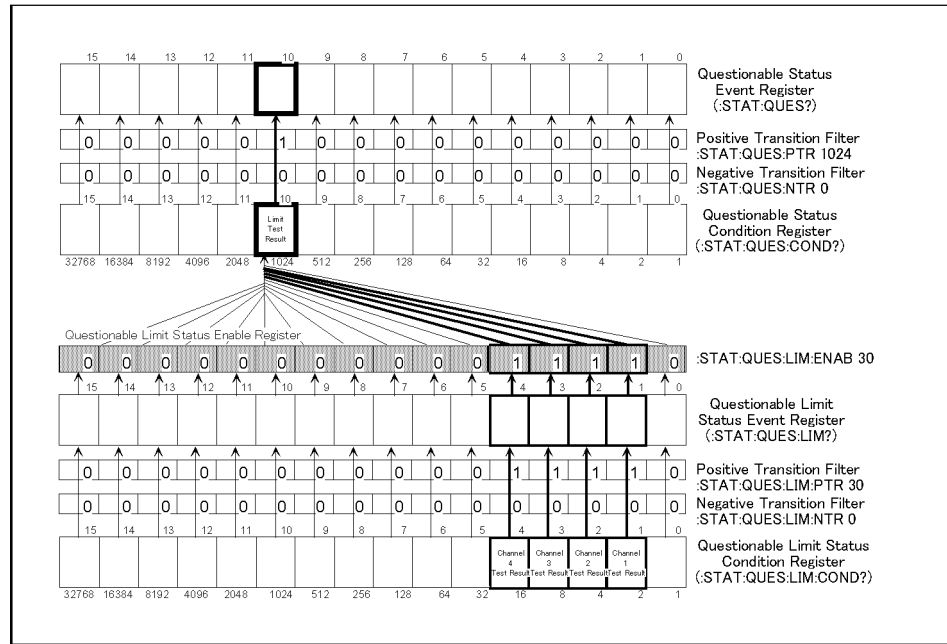 15 14 13 12 11 10 9 8 7 6 5 4 3 2 1 0
Questionable Status
Event Register
(:STAT:QUES?)
0 0 0 0 0 1 0 0 0 0 0 0 0 0 0 0
Positive Transition Filter
:STAT:QUES:PTR 1024
0 0 0 0 0 0 0 0 0 0 0 0 0 0 0 0
Negative Transition Filter
:STAT:QUES:NTR 0
15 14 13 12 11 10 9 8 7 6 5 4 3 2 1 0
Limit
Test
Result
Questionable Status
Condition Register
(:STAT:QUES:COND?)
32768 16384 8192 4096 2048 1024 512 256 128 64 32 16 8 4 2 1
Questionable Limit Status Enable Register
0 0 0 0 0 0 0 0 0 0 0 1 1 1 1 0
:STAT:QUES:LIM:ENAB 30
15 14 13 12 11 10 9 8 7 6 5 4 3 2 1 0
Questionable Limit
Status Event Register
(:STAT:QUES:LIM?)
0 0 0 0 0 0 0 0 0 0 0 1 1 1 1 0
Positive Transition Filter
:STAT:QUES:LIM:PTR 30
0 0 0 0 0 0 0 0 0 0 0 0 0 0 0 0
Negative Transition Filter
:STAT:QUES:LIM:NTR 0
15 14 13 12 11 10 9 8 7 6 5 4 3 2 1 0
Channel Channel Channel Channel
4 3 2 1
Test Result Test Result Test Result Test Result
Questionable Limit Status
Condition Register
(:STAT:QUES:LIM:COND?)
32768 16384 8192 4096 2048 1024 512 256 128 64 32 16 8 4 2 1